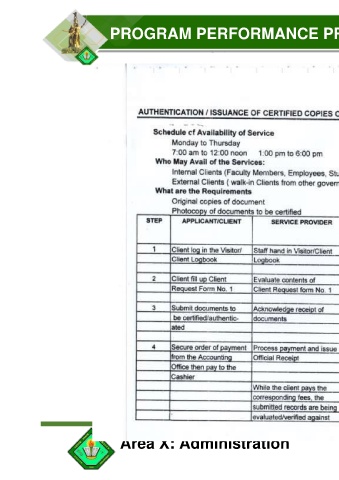 PROGRAM PERFORMANCE PR
AUTHENTICATION / ISSUANCE OF CERTIFIED COPIES O
Schedule of Availability of Service
Monday to Thursday
7:00 am to 12:00 noon 1:00 pm to 6:00 pm
Who May Avail of the Services:
Internal Clients (Faculty Members, Employees, Stu
External Clients ( walk-in Clients from other govern
What are the Requirements
Original copies of document
Photocopy of documents to be certified
STEP APPLICANT/CLIENT SERVICE PROVIDER
1 Client log in the Visitor/ Staff hand in Visitor/Client
Client Logbook Logbook
2 Client fill up Client Evaluate contents of
Request Form No. 1 Client Request form No. 1
3 Submit documents to Acknowledge receipt of
be certified/authentic- documents
ated
4 Secure order of payment Process payment and issue
from the Accounting Official Receipt
Office then pay to the
Cashier
While the client pays the
corresponding fees, the
submitted records are being
evaluated/verified against
Area X: Administration